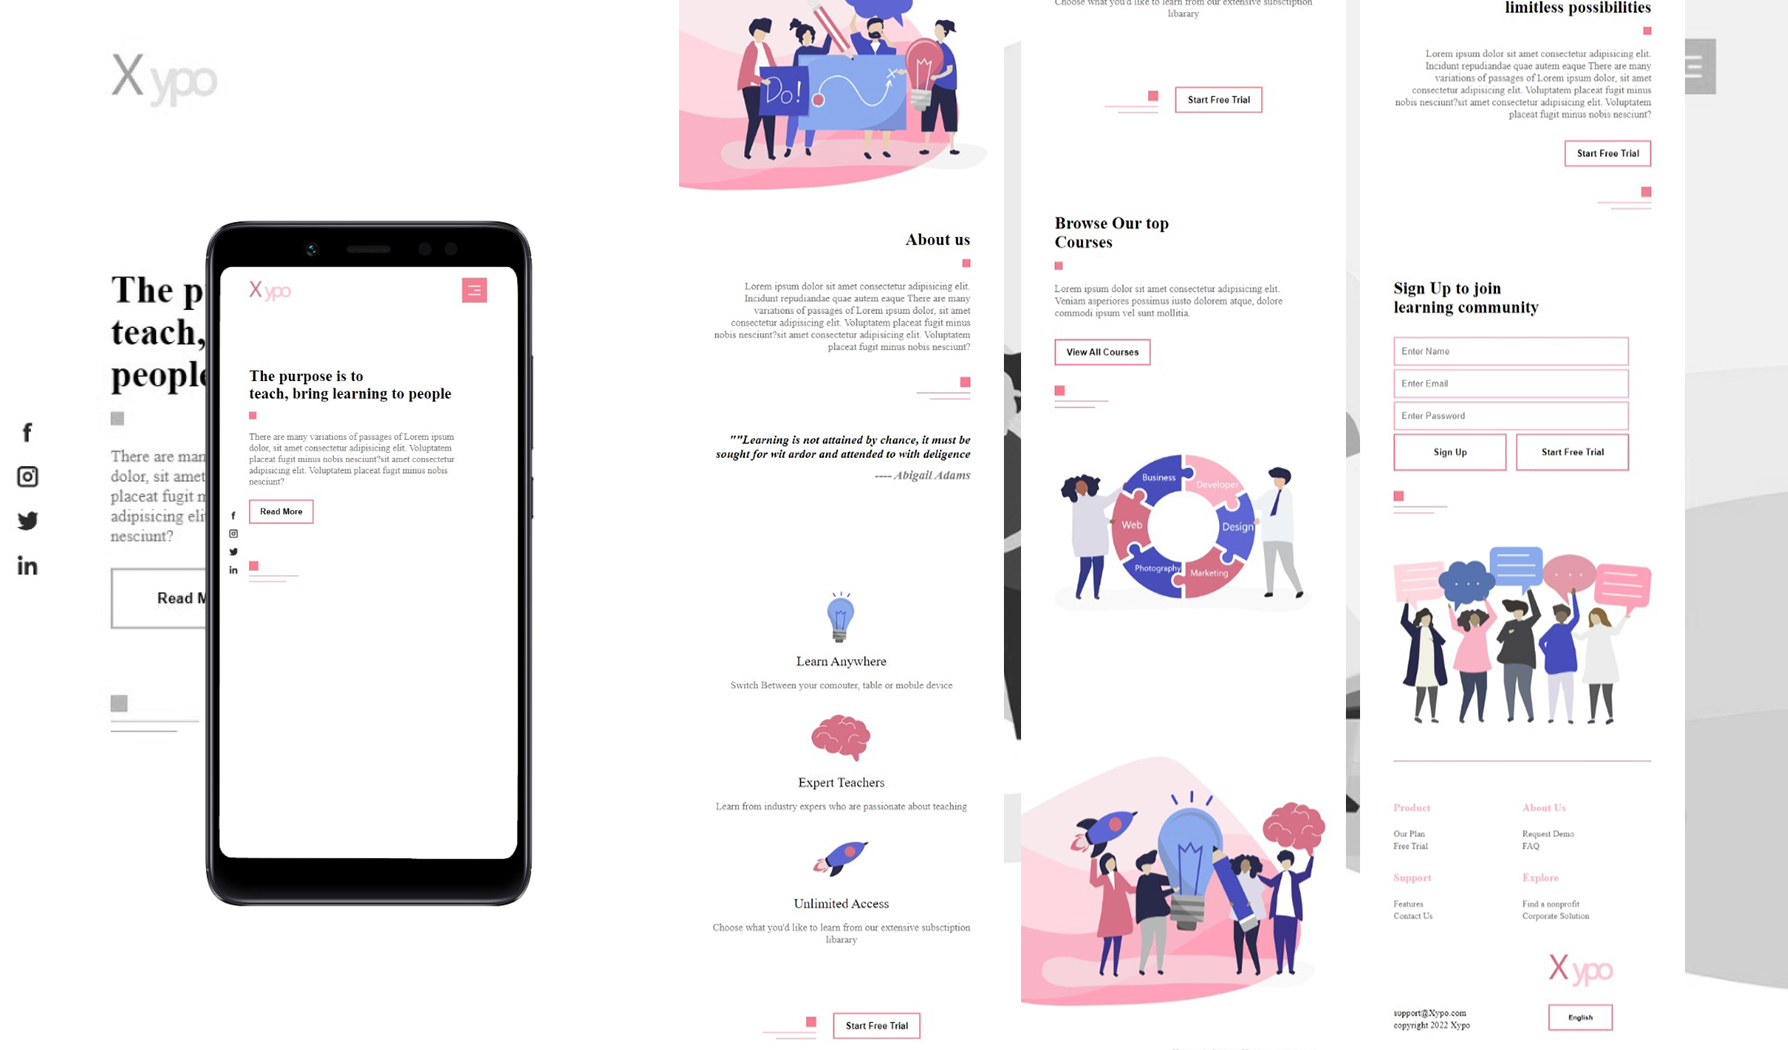 X ypo
The p
teach,
people
There are man
dolor, sit amet
placeat fugit n
adipisicing eli
nesciunt?
Read M
X ypo
The purpose is to
teach, bring learning to people
There are many variations of passages of Lorem ipsum
dolor, sit amet consectetur adipisicing elit. Voluptatem
placeat fugit minus nobis nesciunt?sit amet consectetur
adipisicing elit. Voluptatem placeat fugit minus nobis
nesciunt?
Read More
Do!
About us
Lorem ipsum dolor sit amet consectetur adipisicing elit.
Incidunt repudiandae quae autem eaque There are many
variations of passages of Lorem ipsum, sit amet
consectetur adipisicing elit. Voluptatem placeat fugit minus
nobis nesciunt?sit amet consectetur adipisicing elit. Voluptatem
placeat fugit minus nobis nesciunt?
""Learning is not attained by chance, it must be
sought for wit ardor and attended to with deligence
---- Abigail Adams
Learn Anywhere
Switch Between your comouter, table or mobile device
Expert Teachers
Learn from industry expers who are passionate about teaching
Unlimited Access
Choose what you'd like to learn from our extensive subsctiption
libarary
Start Free Trial
Choose what you'd like to learn from our extensive subsctiption
libarary
Start Free Trial
Browse Our top
Courses
Lorem ipsum dolor sit amet consectetur adipisicing elit.
Veniam asperiores possimus iusto dolorem atque, dolore
commodi ipsum vel sunt mollitia.
View All Courses
Business
Developer
Web
Design
Photography
Marketing
limitless possibilities
Lorem ipsum dolor sit amet consectetur adipisicing elit.
Incidunt repudiandae quae autem eaque There are many
variations of passages of Lorem ipsum, sit amet
consectetur adipisicing elit. Voluptatem placeat fugit minus
nobis nesciunt?sit amet consectetur adipisicing elit. Voluptatem
placeat fugit minus nobis nesciunt?
Start Free Trial
Sign Up to join
learning community
Enter Name
Enter Email
Enter Password
Sign Up
Start Free Trial
Product
About Us
Our Plan
Request Demo
Free Trial
FAQ
Support
Explore
Features
Find a nonprofit
Contact Us
Corporate Solution
X ypo
support@Xypo.com
copyright 2022 Xypo
English